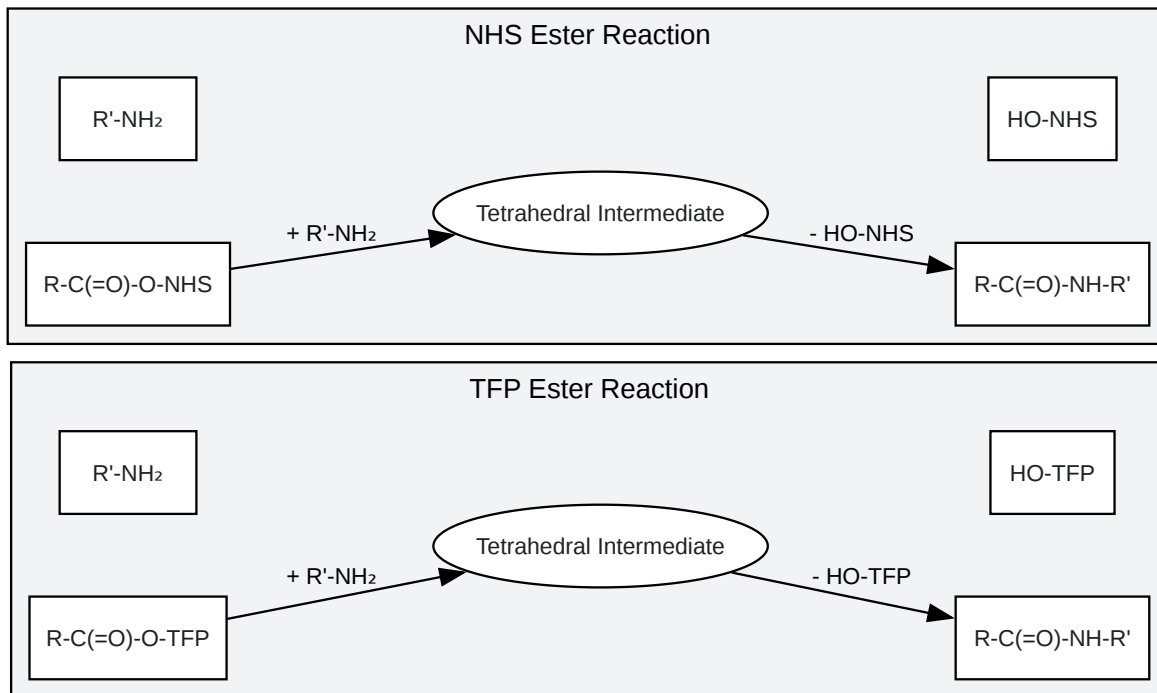 NHS Ester Reaction
R'-NH₂
HO-NHS
Tetrahedral Intermediate
+ R'-NH₂
- HO-NHS
R-C(=O)-O-NHS
R-C(=O)-NH-R'
TFP Ester Reaction
R'-NH₂
HO-TFP
Tetrahedral Intermediate
+ R'-NH₂
- HO-TFP
R-C(=O)-O-TFP
R-C(=O)-NH-R'